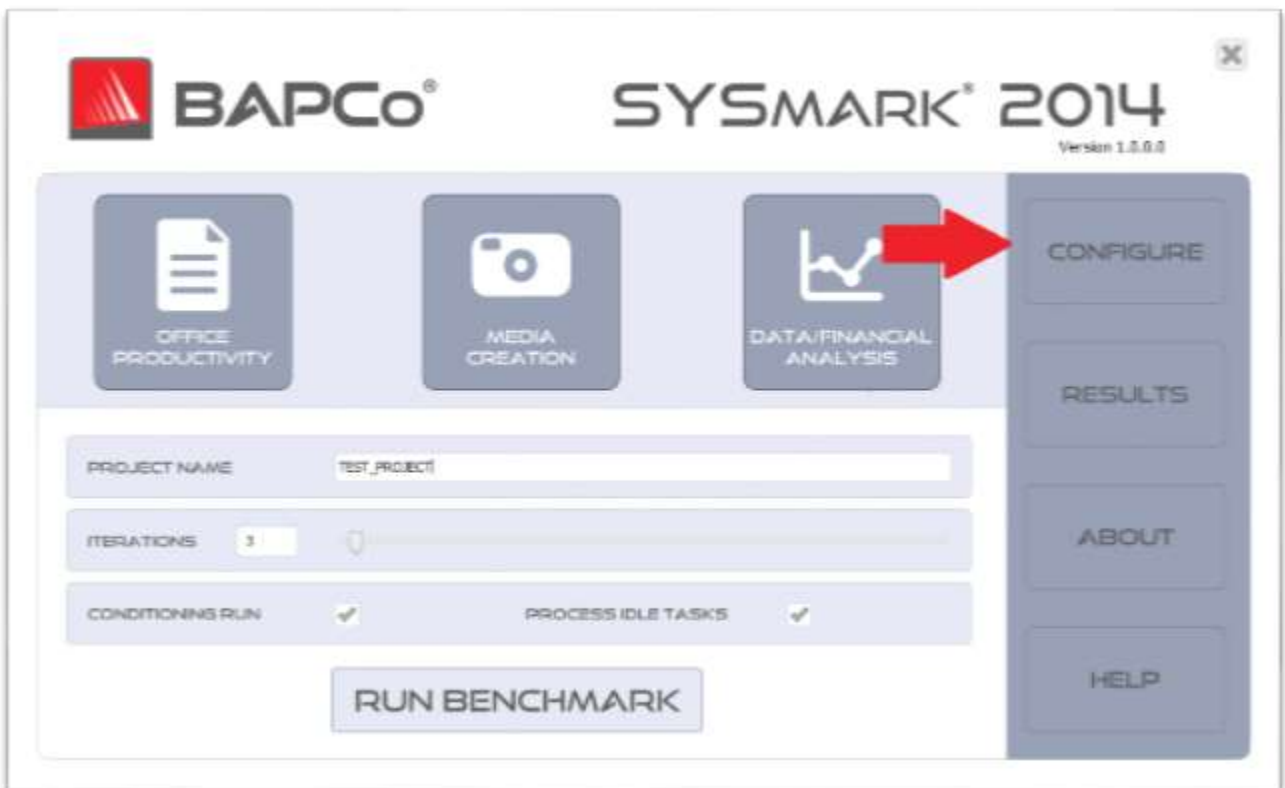 BAPCo®
SYSMARK® 2014
Version 1.0.0.0
OFFICE
PRODUCTIVITY
MEDIA
CREATION
DATA/FINANCIAL
ANALYSIS
CONFIGURE
RESULTS
ABOUT
HELP
PROJECT NAME
TEST_PROJECT
ITERATIONS 3
CONDITIONING RUN PROCESS IDLE TASKS
RUN BENCHMARK